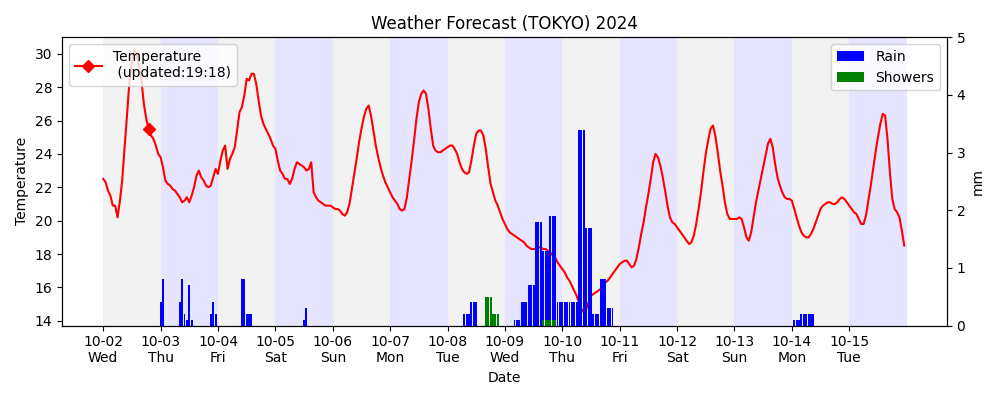 Weather Forecast (TOKYO) 2024
Temperature
(updated:19:18)
Rain
Showers
Temperature
30
28
26
24
22
20
18
16
14
5
4
3
2
1
0
mm
10-02 10-03 10-04 10-05 10-06 10-07 10-08 10-09 10-10 10-11 10-12 10-13 10-14 10-15
Wed Thu Fri Sat Sun Mon Tue Wed Thu Fri Sat Sun Mon Tue
Date